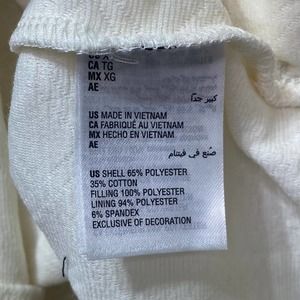 CA TG
MX XG
AE
كبير جدًا
US MADE IN VIETNAM
CA FABRIQUÉ AU VIETNAM
MX HECHO EN VIETNAM
AE
صُنع في فيتنام
US SHELL 65% POLYESTER
35% COTTON
FILLING 100% POLYESTER
LINING 94% POLYESTER
6% SPANDEX
EXCLUSIVE OF DECORATION